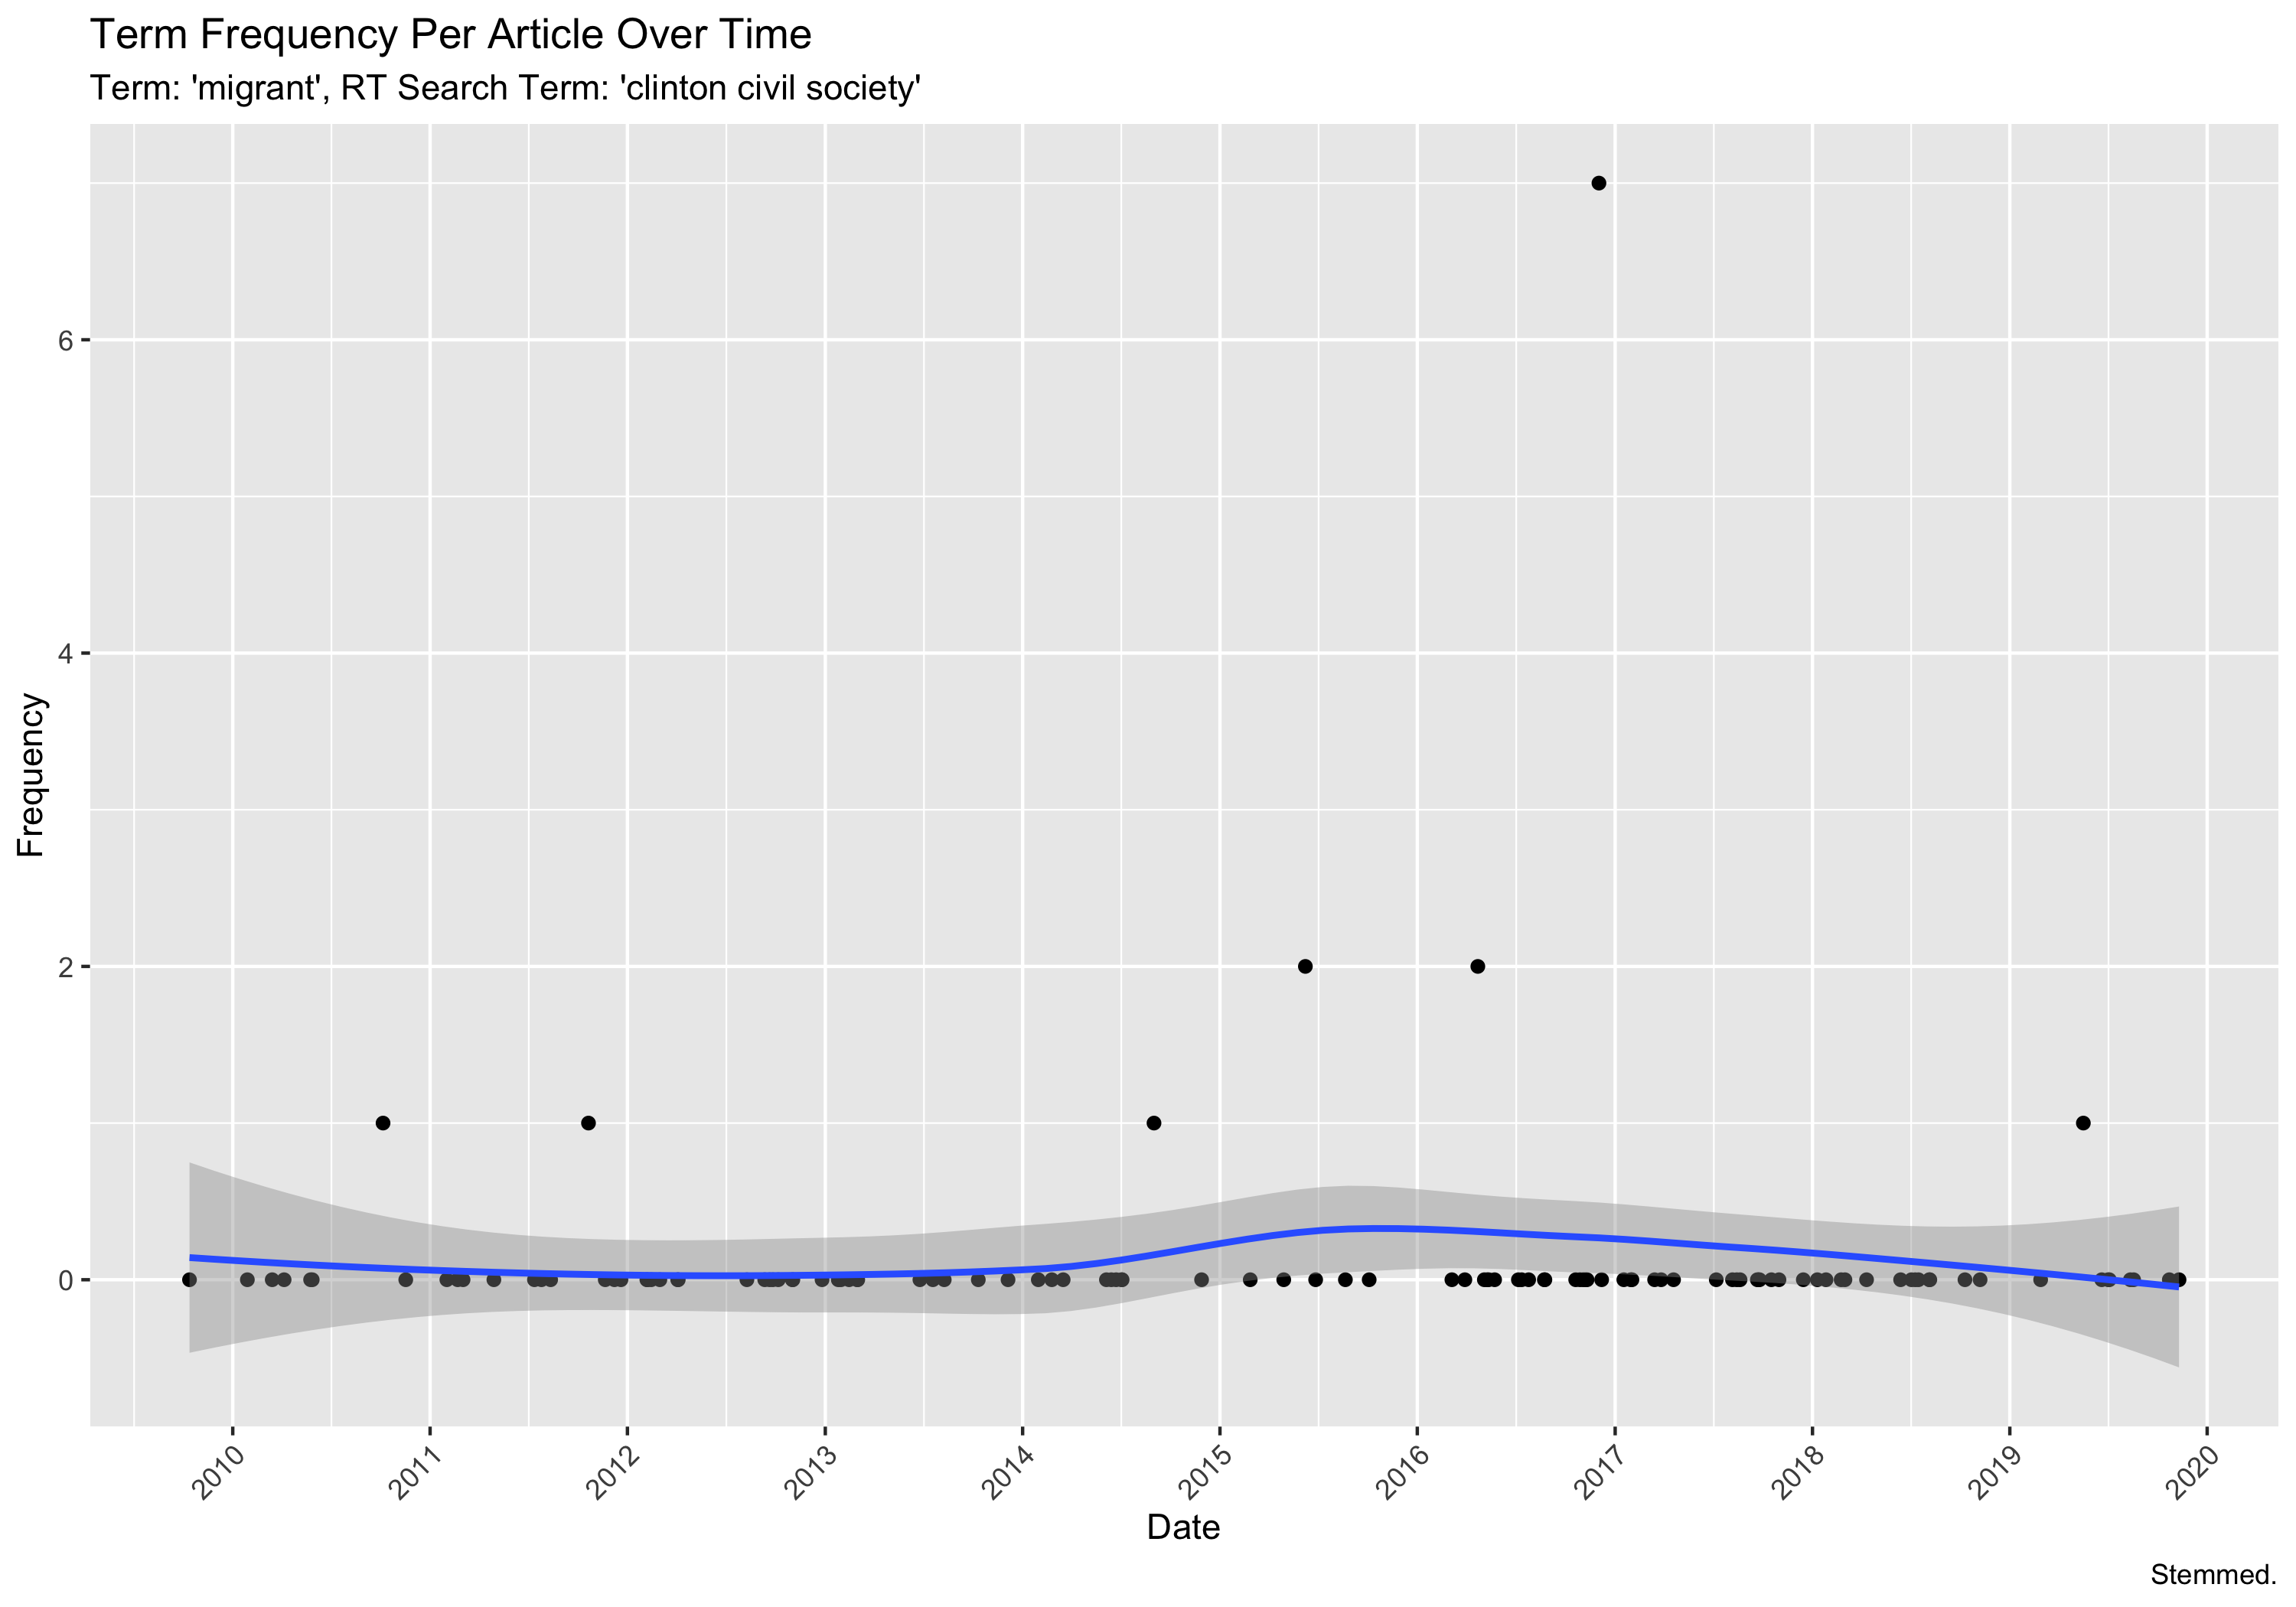 Term Frequency Per Article Over Time
Term: 'migrant', RT Search Term: 'clinton civil society'
Frequency
6
4
2
0
2010 2011 2012 2013 2014 2015 2016 2017 2018 2019 2020
Date
Stemmed.